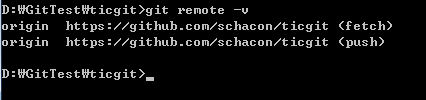 D:₩GitTest₩ticgit>git remote -v
origin  https://github.com/schacon/ticgit (fetch)
origin  https://github.com/schacon/ticgit (push)
D:₩GitTest₩ticgit>_